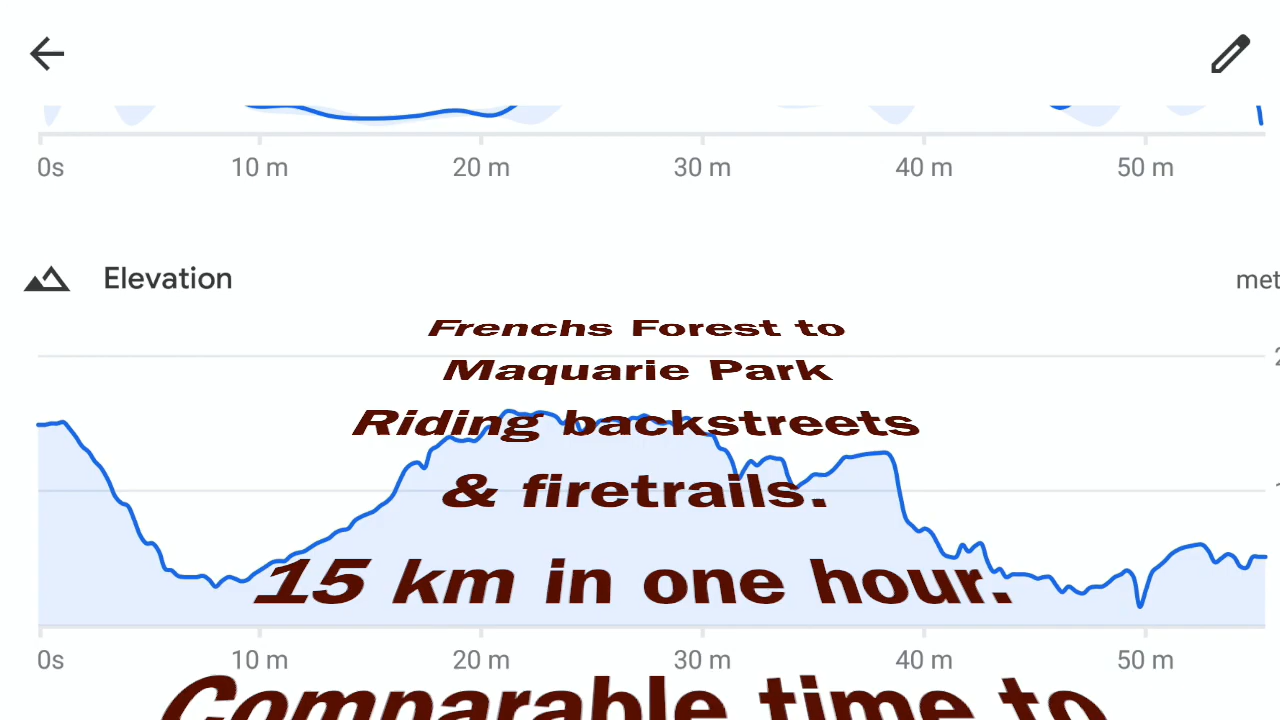 0s 10 m 20 m 30 m 40 m 50 m
Elevation
met
Frenchs Forest to
Maquarie Park
Riding backstreets
& firetrails.
15 km in one hour.
0s 10 m 20 m 30 m 40 m 50 m
Comparable time to